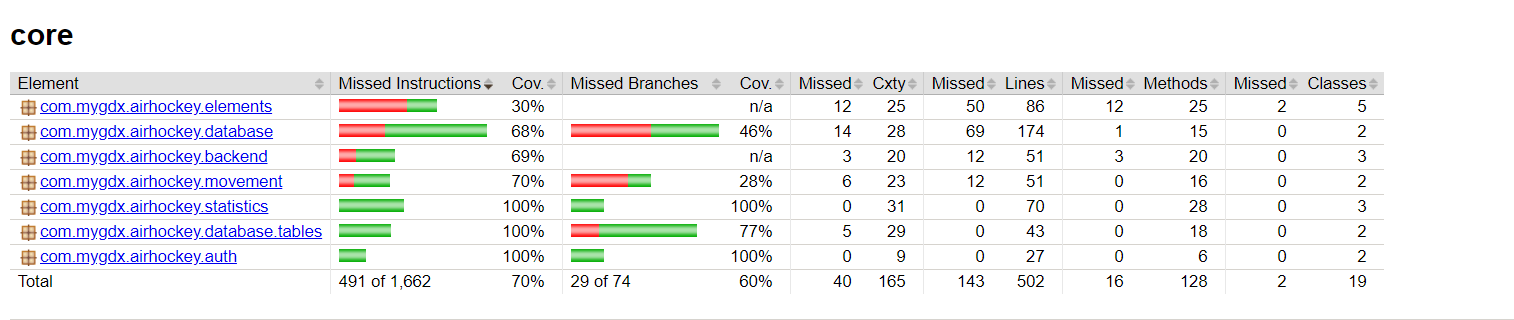 core
Element Missed Instructions Cov. Missed Branches Cov. Missed Cxty Missed Lines Missed Methods Missed Classes
com.mygdx.airhockey.elements 30% n/a 12 25 50 86 12 25 2 5
com.mygdx.airhockey.database 68% 46% 14 28 69 174 1 15 0 2
com.mygdx.airhockey.backend 69% n/a 3 20 12 51 3 20 0 3
com.mygdx.airhockey.movement 70% 28% 6 23 12 51 0 16 0 2
com.mygdx.airhockey.statistics 100% 100% 0 31 0 70 0 28 0 3
com.mygdx.airhockey.database.tables 100% 77% 5 29 0 43 0 18 0 2
com.mygdx.airhockey.auth 100% 100% 0 9 0 27 0 6 0 2
Total 491 of 1,662 70% 29 of 74 60% 40 165 143 502 16 128 2 19